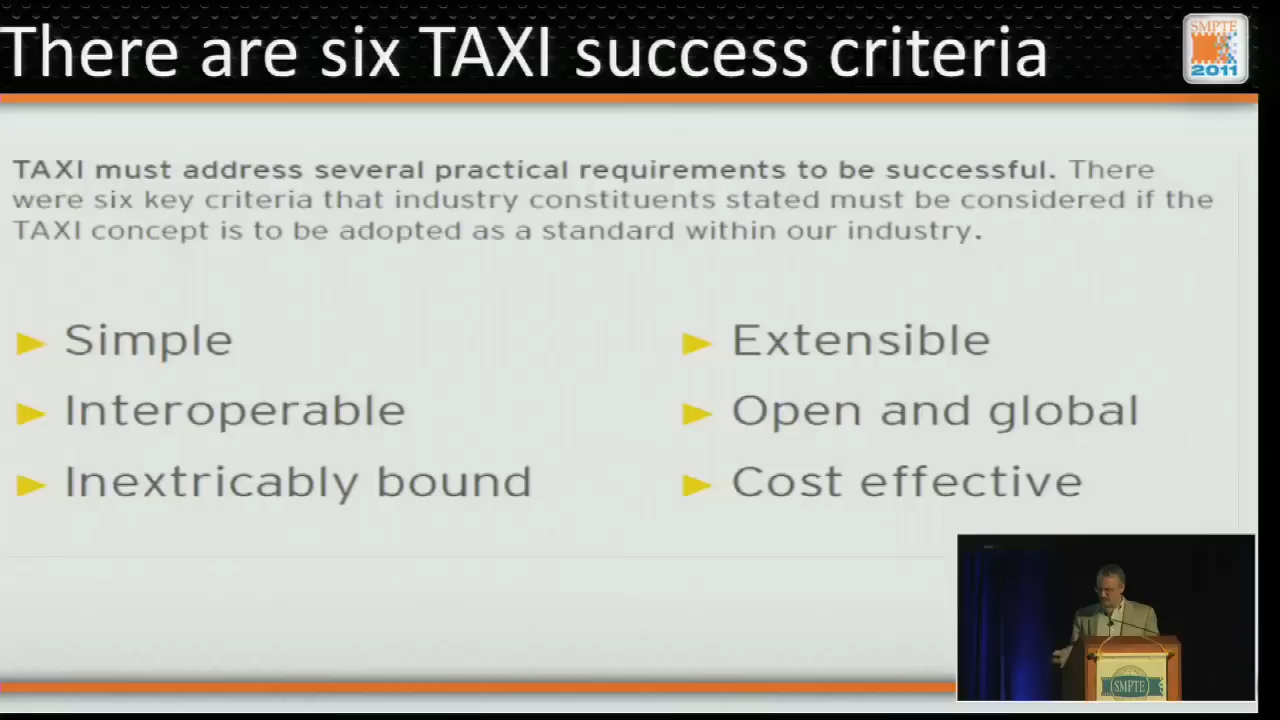 There are six TAXI success criteria
SMPTE
2011
TAXI must address several practical requirements to be successful. There
were six key criteria that industry constituents stated must be considered if the
TAXI concept is to be adopted as a standard within our industry.
► Simple
► Interoperable
► Inextricably bound
► Extensible
► Open and global
► Cost effective
SMPTE